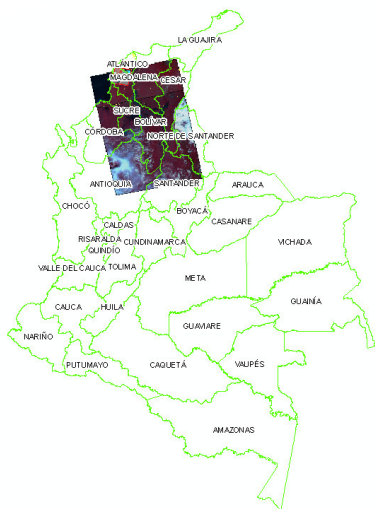 LA GUAJIRA
ATLÁNTICO
MAGDALENA
CESAR
SUCRE
BOLÍVAR
CÓRDOBA
NORTE DE SANTANDER
ANTIOQUIA
SANTANDER
ARAUCA
CHOCÓ
BOYACÁ
CASANARE
CALDAS
RISARALDA
CUNDINAMARCA
VICHADA
QUINDÍO
VALLE DEL CAUCA
TOLIMA
META
GUAINÍA
CAUCA
HUILA
GUAVIARE
NARIÑO
PUTUMAYO
CAQUETÁ
VAUPÉS
AMAZONAS